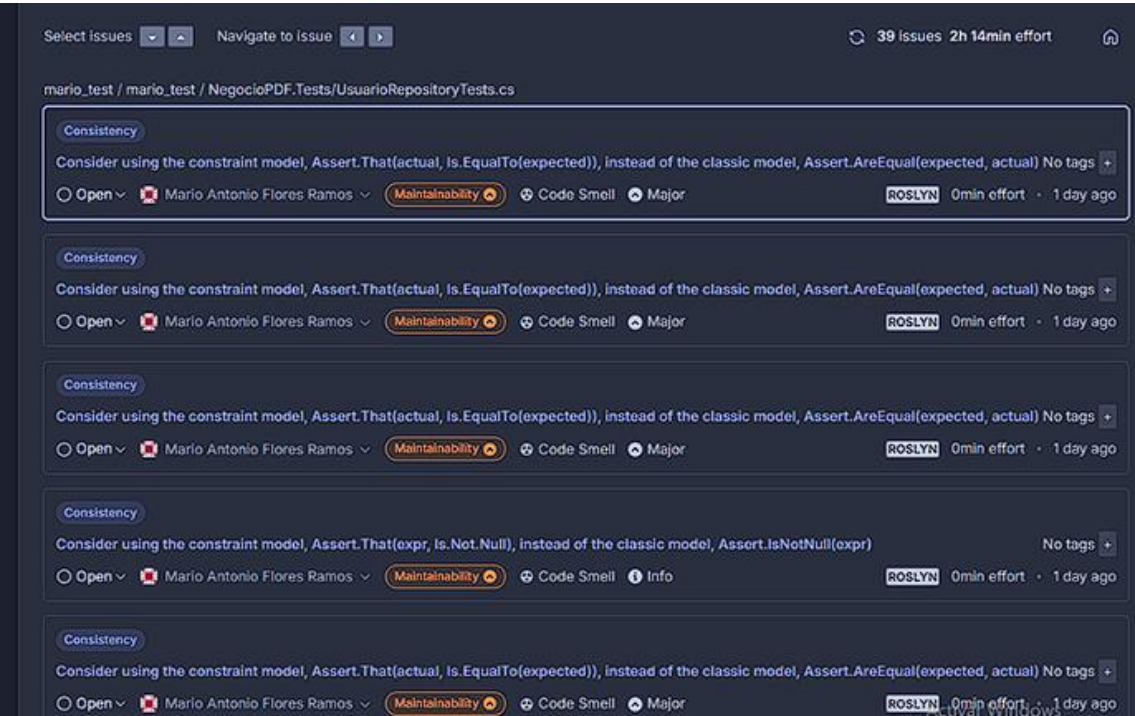 Select issues Navigate to issue 39 issues 2h 14min effort
mario_test / mario_test / NegocioPDF.Tests/UsuarioRepositoryTests.cs
Consistency
Consider using the constraint model, Assert.That(actual, Is.EqualTo(expected)), instead of the classic model, Assert.AreEqual(expected, actual) No tags +
Open Mario Antonio Flores Ramos Maintainability Code Smell Major ROSLYN 0min effort • 1 day ago
Consistency
Consider using the constraint model, Assert.That(actual, Is.EqualTo(expected)), instead of the classic model, Assert.AreEqual(expected, actual) No tags +
Open Mario Antonio Flores Ramos Maintainability Code Smell Major ROSLYN 0min effort • 1 day ago
Consistency
Consider using the constraint model, Assert.That(actual, Is.EqualTo(expected)), instead of the classic model, Assert.AreEqual(expected, actual) No tags +
Open Mario Antonio Flores Ramos Maintainability Code Smell Major ROSLYN 0min effort • 1 day ago
Consistency
Consider using the constraint model, Assert.That(expr, Is.Not.Null), instead of the classic model, Assert.IsNotNull(expr) No tags +
Open Mario Antonio Flores Ramos Maintainability Code Smell Info ROSLYN 0min effort • 1 day ago
Consistency
Consider using the constraint model, Assert.That(actual, Is.EqualTo(expected)), instead of the classic model, Assert.AreEqual(expected, actual) No tags +
Open Mario Antonio Flores Ramos Maintainability Code Smell Major ROSLYN 0min effort • 1 day ago
Activar Windows